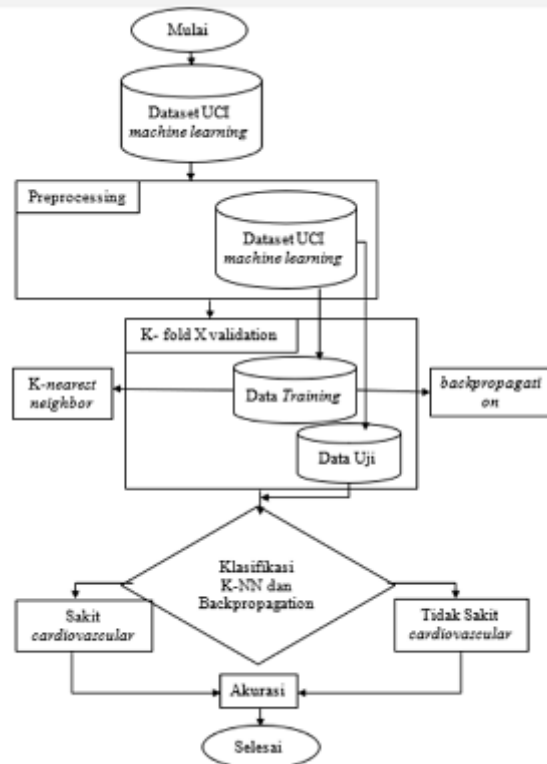 Mulai
Dataset UCI
machine learning
Preprocessing
Dataset UCI
machine learning
K- fold X validation
K-nearest
neighbor
Data Training
backpropagati
on
Data Uji
Klasifikasi
K-NN dan
Backpropagation
Sakit
cardiovascular
Tidak Sakit
cardiovascular
Akurasi
Selesai